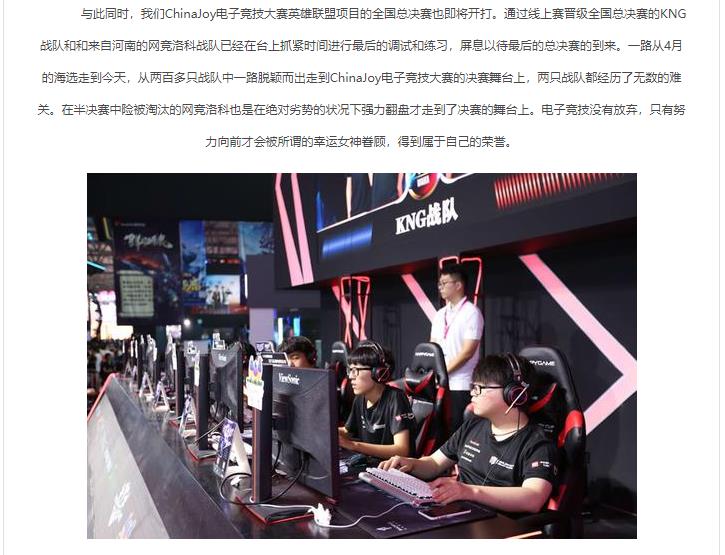 与此同时，我们ChinaJoy电子竞技大赛英雄联盟项目的全国总决赛也即将开打。通过线上赛晋级全国总决赛的KNG
战队和和来自河南的网竞洛科战队已经在台上抓紧时间进行最后的调试和练习，屏息以待最后的总决赛的到来。一路从4月
的海选走到今天，从两百多只战队中一路脱颖而出走到ChinaJoy电子竞技大赛的决赛舞台上，两只战队都经历了无数的难
关。在半决赛中险被淘汰的网竞洛科也是在绝对劣势的状况下强力翻盘才走到了决赛的舞台上。电子竞技没有放弃，只有努
力向前才会被所谓的幸运女神眷顾，得到属于自己的荣誉。
KNG战队
ViewSonic